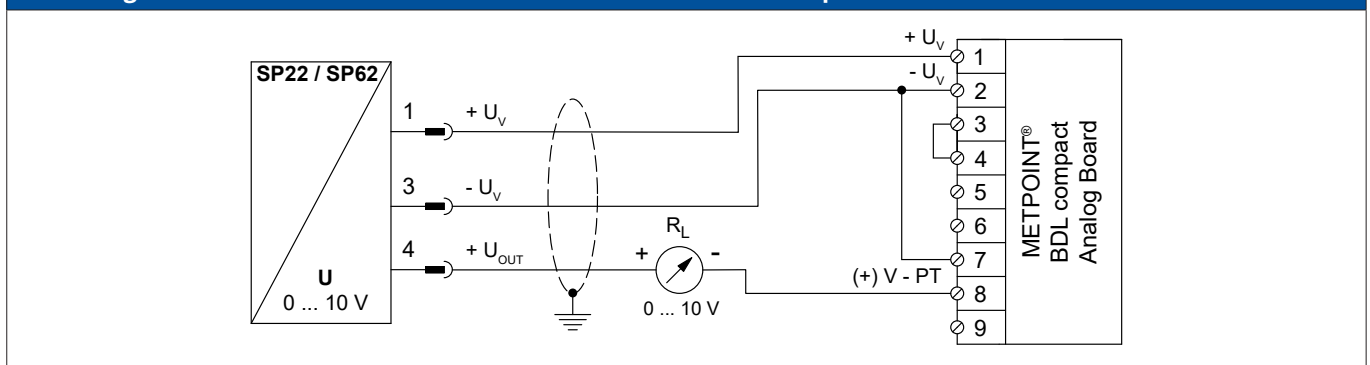 SP22 / SP62
1
+ U_V
3
- U_V
4
+ U_OUT
U
0 ... 10 V
R_L
+
-
0 ... 10 V
+ U_V
- U_V
(+) V - PT
1
2
3
4
5
6
7
8
9
METPOINT®
BDL compact
Analog Board